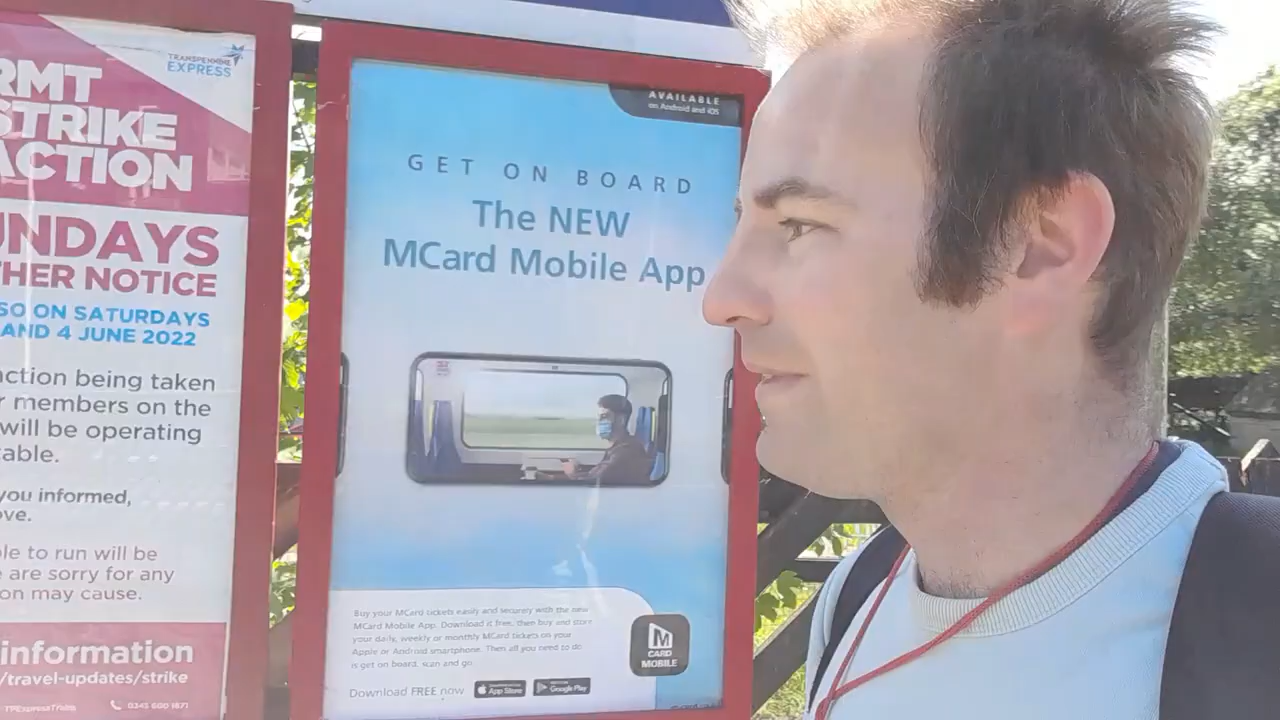 TRANSPENNINE
EXPRESS
RMT
STRIKE
ACTION
UNDAYS
THER NOTICE
SO ON SATURDAYS
AND 4 JUNE 2022
action being taken
r members on the
will be operating
table.
you informed,
ove.
ble to run will be
are sorry for any
on may cause.
information
/travel-updates/strike
TPExpressTrains
0345 600 1671
AVAILABLE
on Android and iOS
GET ON BOARD
The NEW
MCard Mobile App
Buy your MCard tickets easily and securely with the new
MCard Mobile App. Download it free, then buy and store
your daily, weekly or monthly MCard tickets on your
Apple or Android smartphone. Then all you need to do
is get on board, scan and go.
Download FREE now
App Store
Google Play
M
CARD
MOBILE